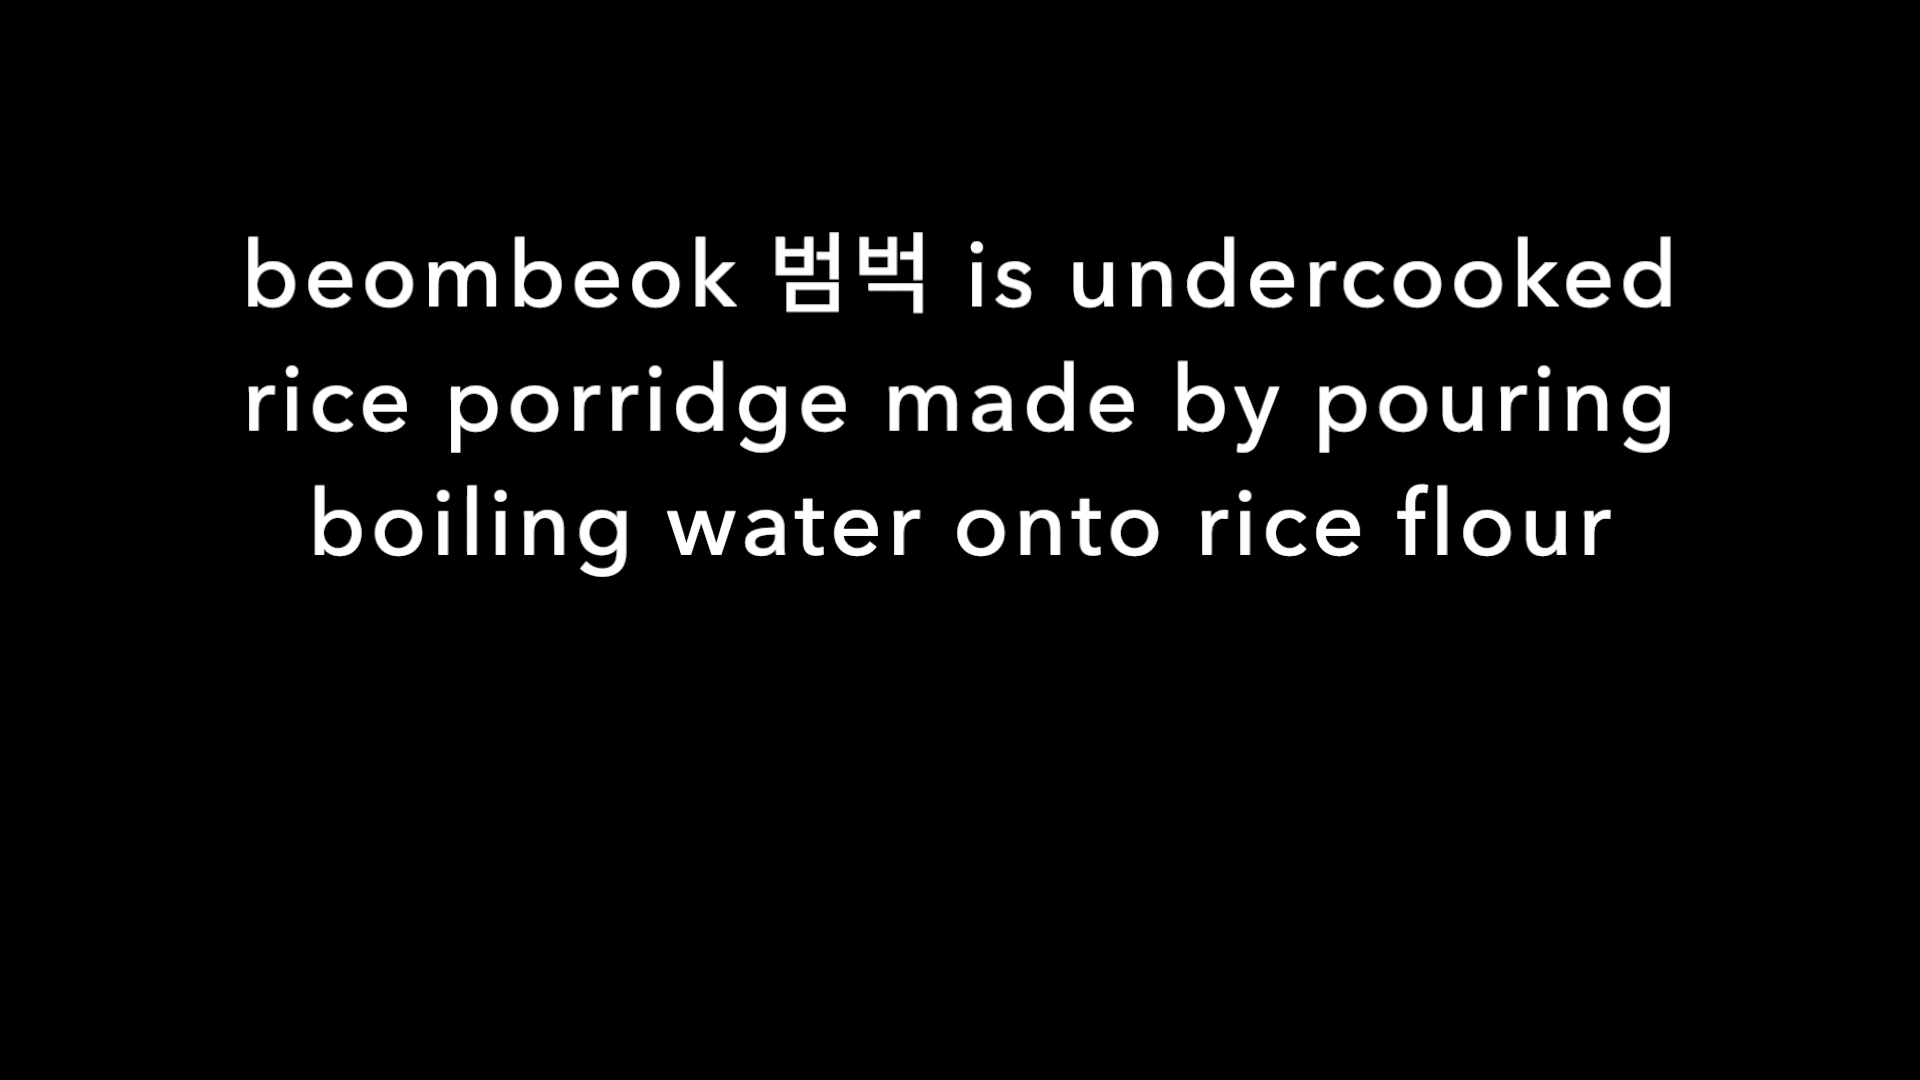 beombeok 범벅 is undercooked
rice porridge made by pouring
boiling water onto rice flour